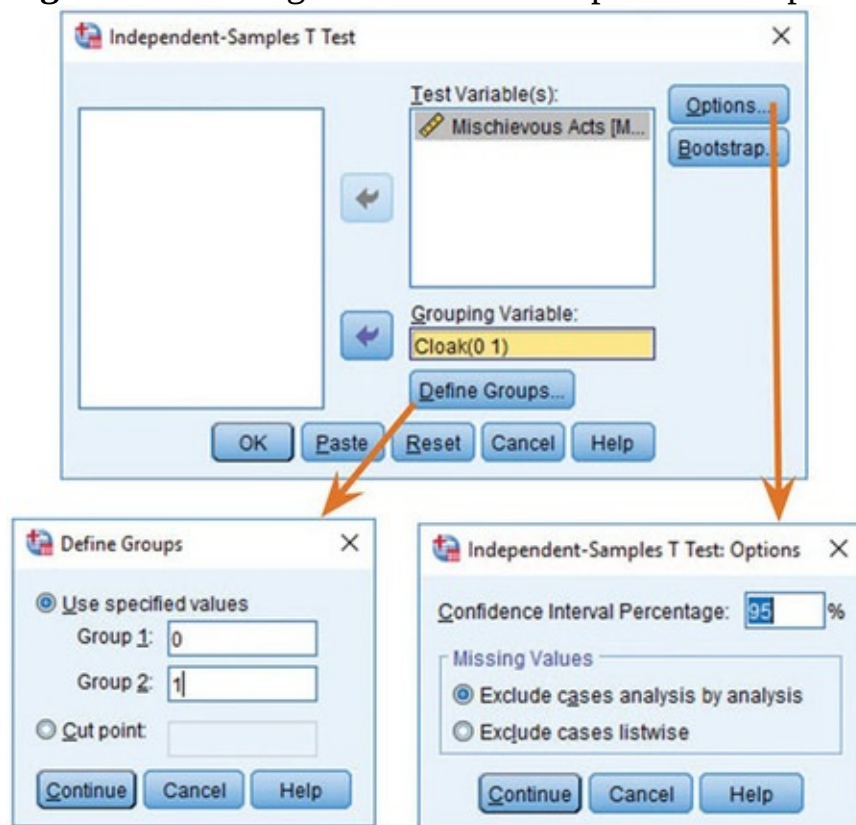 Independent-Samples T Test
Test Variable(s):
Mischievous Acts [M...
Options...
Bootstrap...
Grouping Variable:
Cloak(0 1)
Define Groups...
OK Paste Reset Cancel Help
Define Groups
Use specified values
Group 1: 0
Group 2: 1
Cut point:
Continue Cancel Help
Independent-Samples T Test: Options
Confidence Interval Percentage: 95 %
Missing Values
Exclude cases analysis by analysis
Exclude cases listwise
Continue Cancel Help